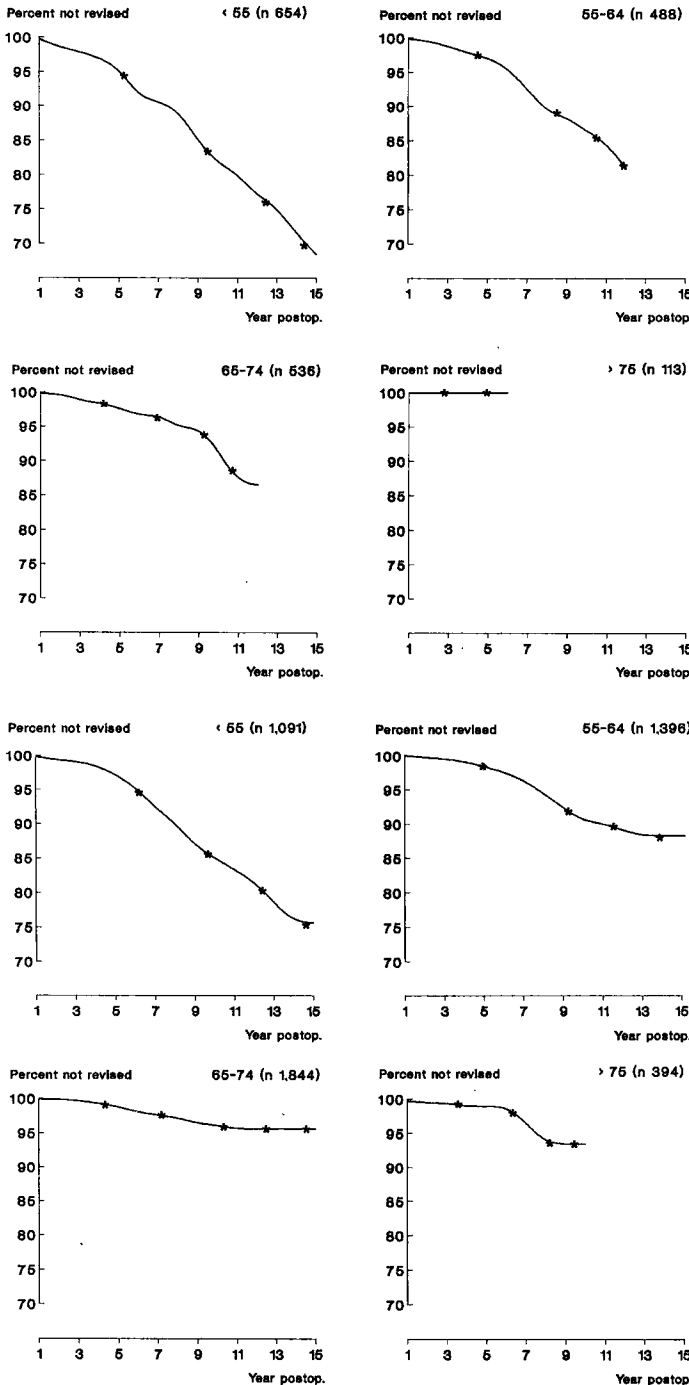 Percent not revised ‹ 55 (n 654)
100
95
90
85
80
75
70
1 3 5 7 9 11 13 15
Year postop.
Percent not revised 55-64 (n 488)
100
95
90
85
80
75
70
1 3 5 7 9 11 13 15
Year postop.
Percent not revised 65-74 (n 536)
100
95
90
85
80
75
70
1 3 5 7 9 11 13 15
Year postop.
Percent not revised › 75 (n 113)
100
95
90
85
80
75
70
1 3 5 7 9 11 13 15
Year postop.
Percent not revised ‹ 55 (n 1,091)
100
95
90
85
80
75
70
1 3 5 7 9 11 13 15
Year postop.
Percent not revised 55-64 (n 1,396)
100
95
90
85
80
75
70
1 3 5 7 9 11 13 15
Year postop.
Percent not revised 65-74 (n 1,844)
100
95
90
85
80
75
70
1 3 5 7 9 11 13 15
Year postop.
Percent not revised › 75 (n 394)
100
95
90
85
80
75
70
1 3 5 7 9 11 13 15
Year postop.